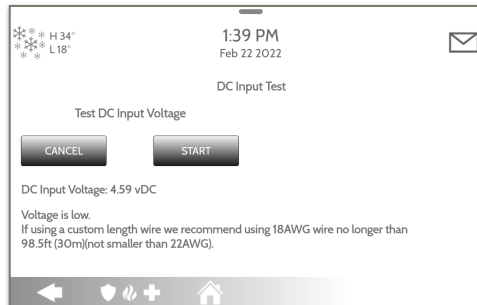 H 34°
L 18°
1:39 PM
Feb 22 2022
DC Input Test
Test DC Input Voltage
CANCEL
START
DC Input Voltage: 4.59 vDC
Voltage is low.
If using a custom length wire we recommend using 18AWG wire no longer than
98.5ft (30m)(not smaller than 22AWG).